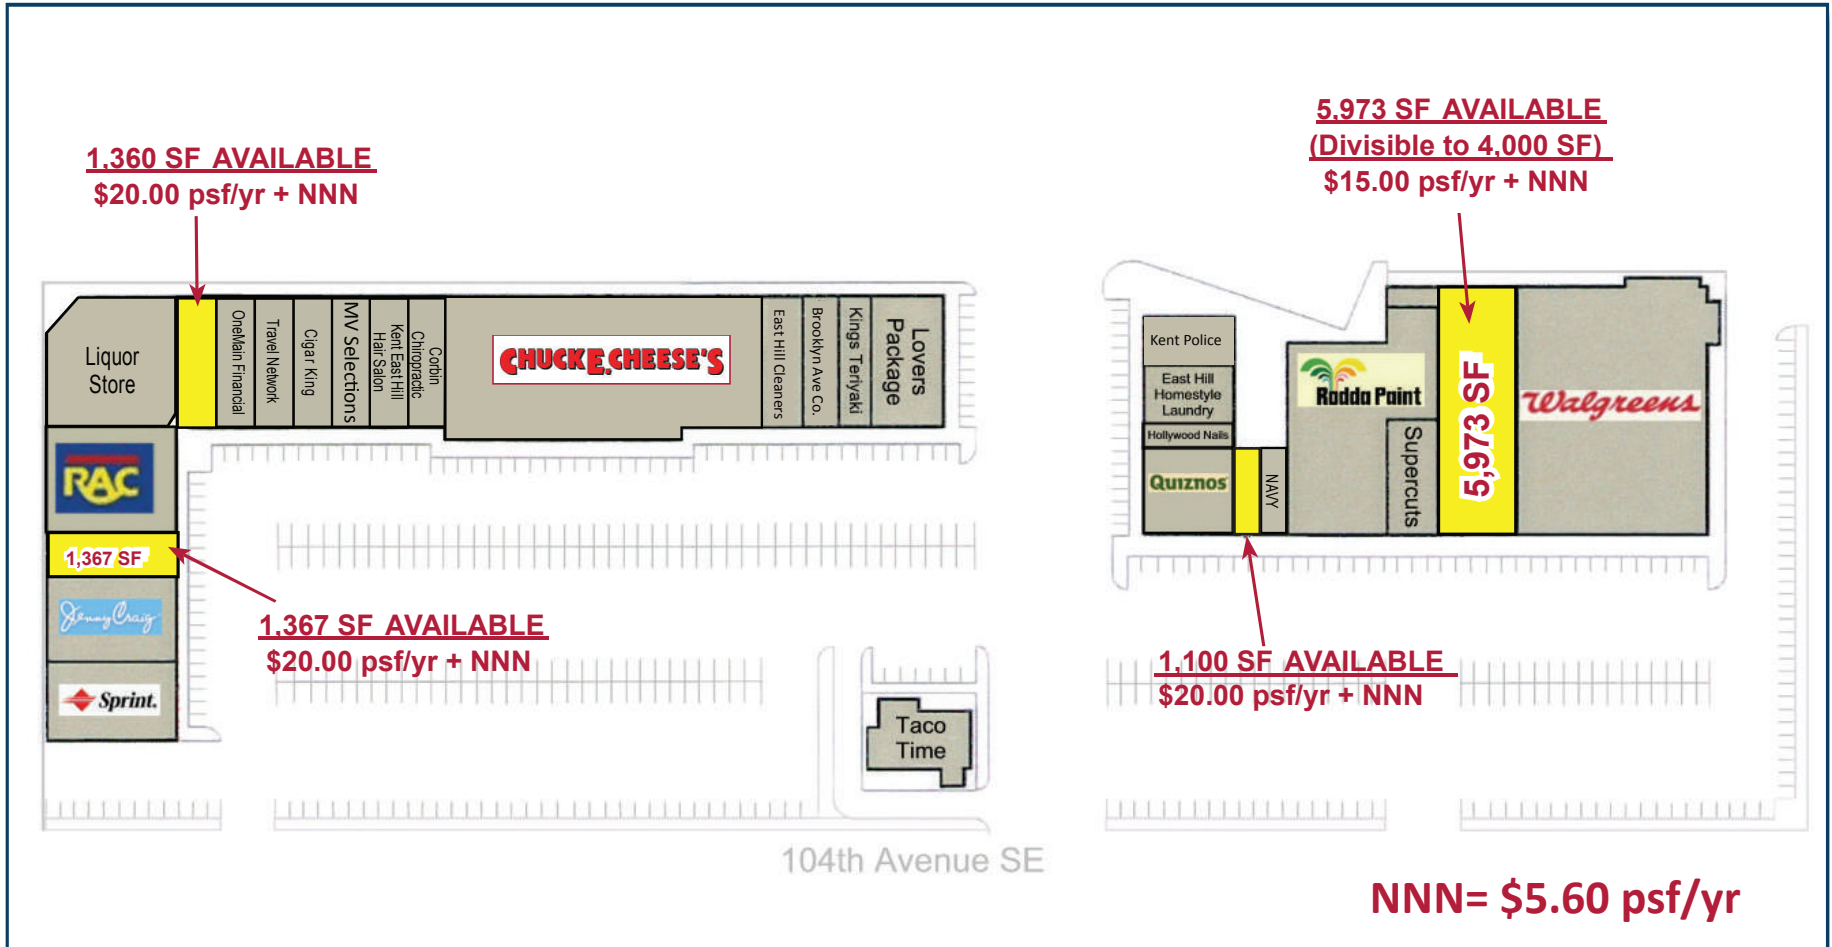 1,360 SF AVAILABLE
$20.00 psf/yr + NNN
5,973 SF AVAILABLE
(Divisible to 4,000 SF)
$15.00 psf/yr + NNN
Liquor
Store
OneMain Financial
Travel Network
Cigar King
MV Selections
Kent East Hill
Hair Salon
Corbin
Chiropractic
CHUCK E. CHEESE'S
East Hill Cleaners
Brooklyn Ave Co.
Kings Teriyaki
Lovers
Package
RAC
1,367 SF
Jenny Craig
Sprint.
1,367 SF AVAILABLE
$20.00 psf/yr + NNN
Kent Police
East Hill
Homestyle
Laundry
Hollywood Nails
Quiznos
NAVY
Rodda Paint
Supercuts
5,973 SF
Walgreens
1,100 SF AVAILABLE
$20.00 psf/yr + NNN
Taco
Time
104th Avenue SE
NNN= $5.60 psf/yr